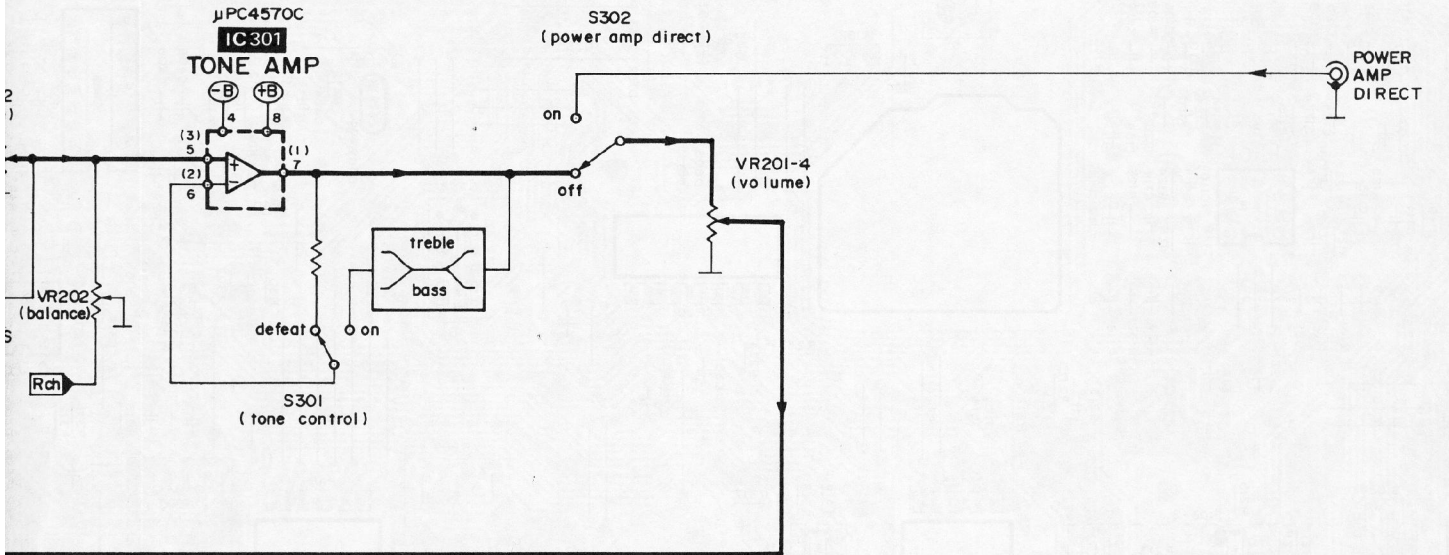 µPC4570C
IC301
TONE AMP
-B +B
4 8
(3)
5
(2)
6
+
−
(1)
7
2
)
S302
(power amp direct)
on
off
POWER
AMP
DIRECT
VR201-4
(volume)
treble
bass
VR202
(balance)
S
defeat on
Rch
S301
(tone control)